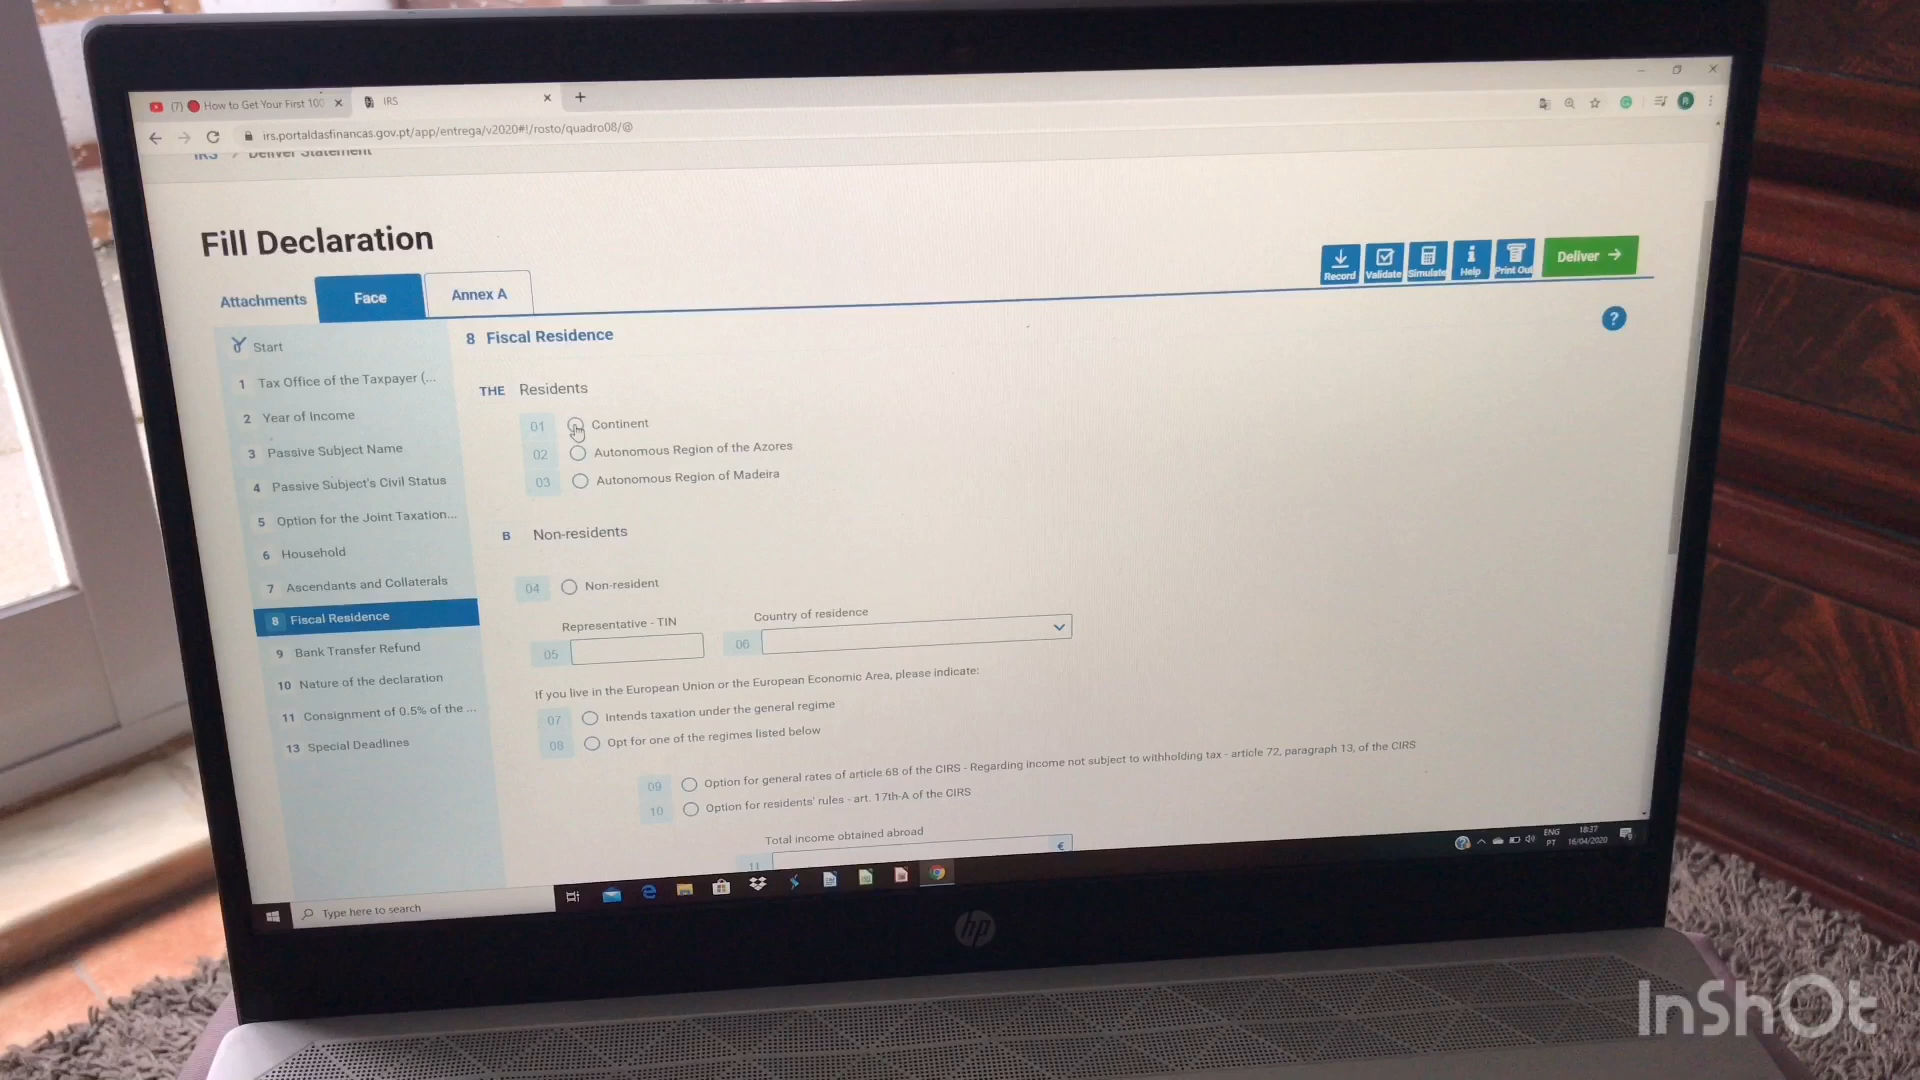 (7) How to Get Your First 100
IRS
irs.portaldasfinancas.gov.pt/app/entrega/v2020#!/rosto/quadro08/@
IRS / Deliver Statement
Fill Declaration
Record
Validate
Simulate
Help
Print Out
Deliver →
Attachments
Face
Annex A
?
Start
1 Tax Office of the Taxpayer (...
2 Year of Income
3 Passive Subject Name
4 Passive Subject's Civil Status
5 Option for the Joint Taxation...
6 Household
7 Ascendants and Collaterals
8 Fiscal Residence
9 Bank Transfer Refund
10 Nature of the declaration
11 Consignment of 0.5% of the ...
13 Special Deadlines
8 Fiscal Residence
THE Residents
01 Continent
02 Autonomous Region of the Azores
03 Autonomous Region of Madeira
B Non-residents
04 Non-resident
Representative - TIN
Country of residence
05
06
If you live in the European Union or the European Economic Area, please indicate:
07 Intends taxation under the general regime
08 Opt for one of the regimes listed below
09 Option for general rates of article 68 of the CIRS - Regarding income not subject to withholding tax - article 72, paragraph 13, of the CIRS
10 Option for residents' rules - art. 17th-A of the CIRS
Total income obtained abroad
11
€
Type here to search
ENG
PT
18:37
16/04/2020
hp
InShOt